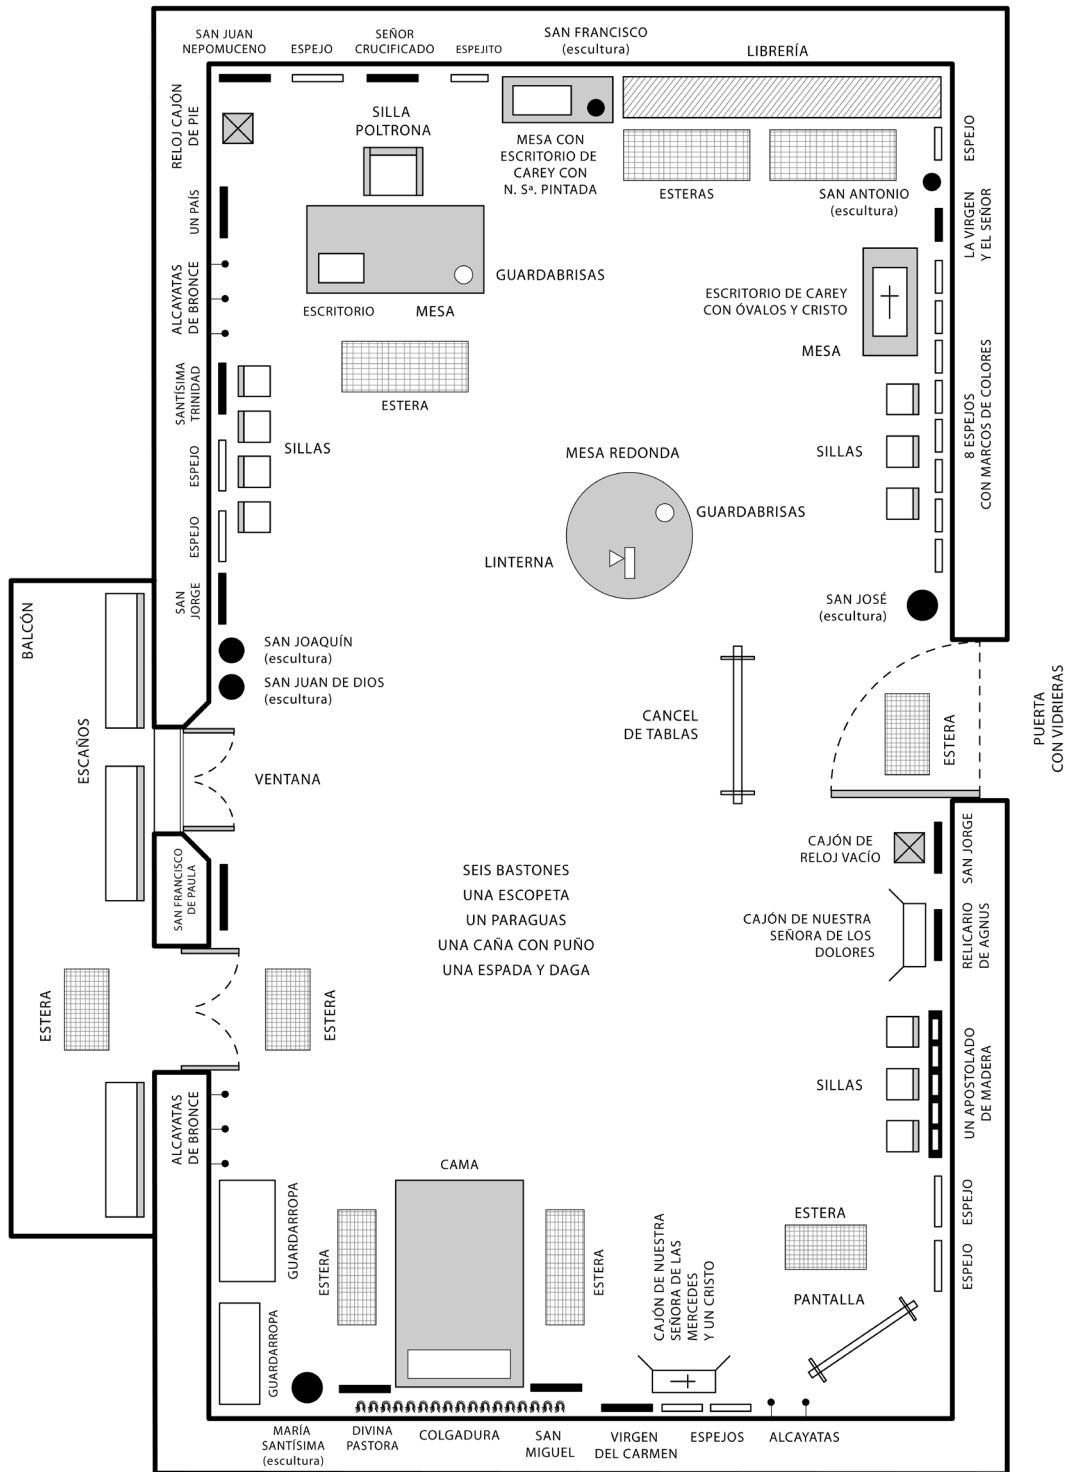 SAN JUAN
NEPOMUCENO
ESPEJO
SEÑOR
CRUCIFICADO
ESPEJITO
SAN FRANCISCO
(escultura)
LIBRERÍA
RELOJ CAJÓN
DE PIE
SILLA
POLTRONA
MESA CON
ESCRITORIO DE
CAREY CON
N. Sª. PINTADA
ESTERAS
SAN ANTONIO
(escultura)
ESPEJO
UN PAÍS
LA VIRGEN
Y EL SEÑOR
GUARDABRISAS
ESCRITORIO
MESA
ALCAYATAS
DE BRONCE
ESCRITORIO DE CAREY
CON ÓVALOS Y CRISTO
MESA
SANTÍSIMA
TRINIDAD
ESTERA
SILLAS
MESA REDONDA
SILLAS
8 ESPEJOS
CON MARCOS DE COLORES
ESPEJO
GUARDABRISAS
ESPEJO
LINTERNA
SAN
JORGE
SAN JOSÉ
(escultura)
BALCÓN
SAN JOAQUÍN
(escultura)
SAN JUAN DE DIOS
(escultura)
ESCAÑOS
CANCEL
DE TABLAS
ESTERA
PUERTA
CON VIDRIERAS
VENTANA
CAJÓN DE
RELOJ VACÍO
SAN JORGE
SAN FRANCISCO
DE PAULA
SEIS BASTONES
UNA ESCOPETA
UN PARAGUAS
UNA CAÑA CON PUÑO
UNA ESPADA Y DAGA
CAJÓN DE NUESTRA
SEÑORA DE LOS
DOLORES
RELICARIO
DE AGNUS
ESTERA
ESTERA
SILLAS
UN APOSTOLADO
DE MADERA
ALCAYATAS
DE BRONCE
CAMA
GUARDARROPA
ESTERA
ESTERA
CAJÓN DE NUESTRA
SEÑORA DE LAS
MERCEDES
Y UN CRISTO
ESTERA
ESPEJO
ESPEJO
PANTALLA
GUARDARROPA
MARÍA
SANTÍSIMA
(escultura)
DIVINA
PASTORA
COLGADURA
SAN
MIGUEL
VIRGEN
DEL CARMEN
ESPEJOS
ALCAYATAS